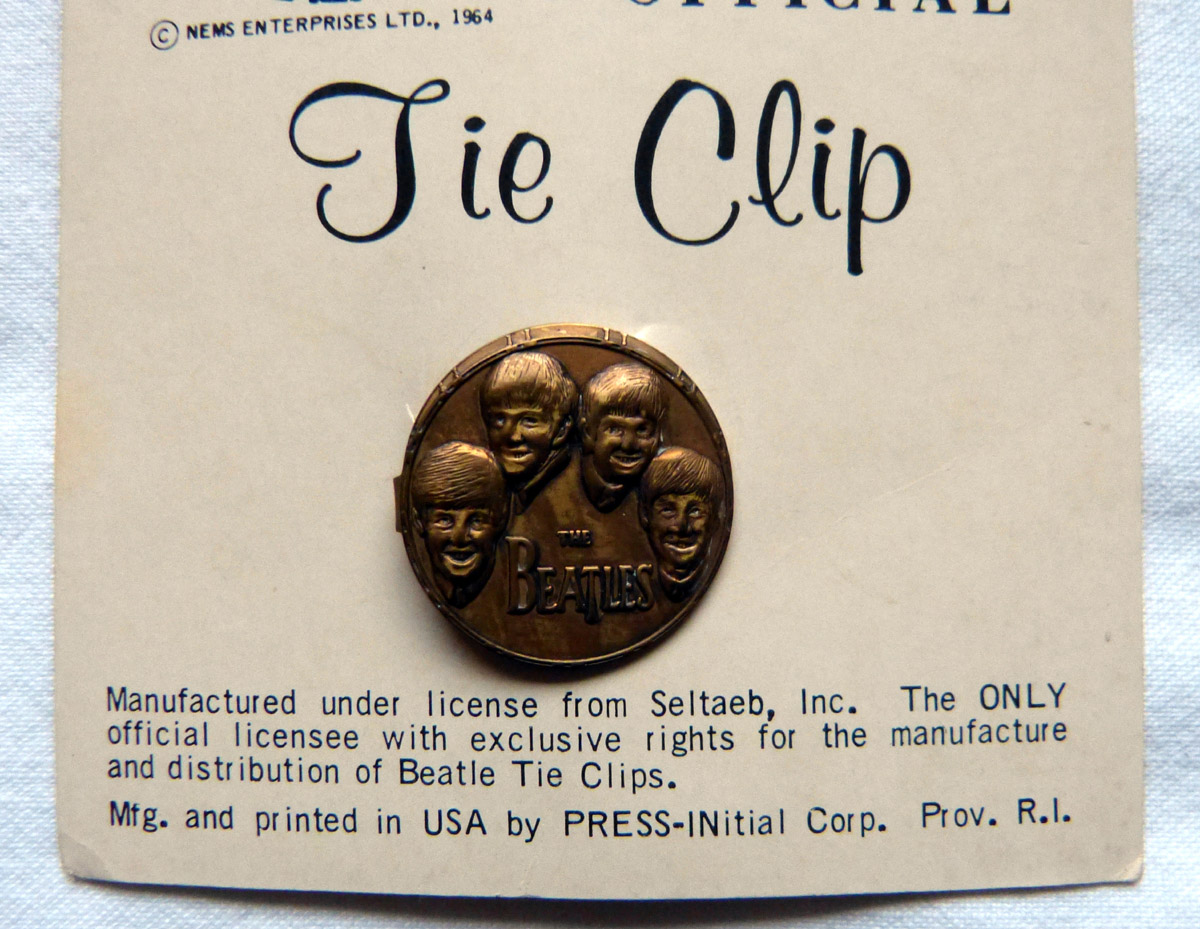 © NEMS ENTERPRISES LTD., 1964
OFFICIAL
Tie Clip
THE
BEATLES
Manufactured under license from Seltaeb, Inc. The ONLY
official licensee with exclusive rights for the manufacture
and distribution of Beatle Tie Clips.
Mfg. and printed in USA by PRESS-INitial Corp. Prov. R.I.